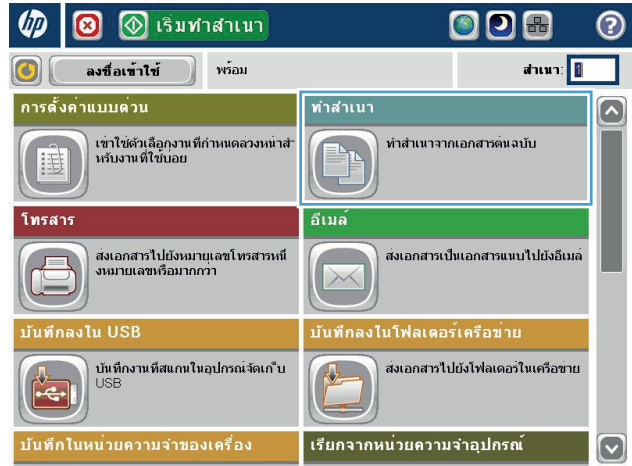 hp เริ่มทำสำเนา ?
ลงชื่อเข้าใช้ พร้อม สำเนา: 1
การตั้งค่าแบบด่วน
เข้าใช้ตัวเลือกงานที่กำหนดล่วงหน้าสำ
หรับงานที่ใช้บ่อย
ทำสำเนา
ทำสำเนาจากเอกสารต้นฉบับ
โทรสาร
ส่งเอกสารไปยังหมายเลขโทรสารหนึ่
งหมายเลขหรือมากกว่า
อีเมล์
ส่งเอกสารเป็นเอกสารแนบไปยังอีเมล์
บันทึกลงใน USB
บันทึกงานที่สแกนในอุปกรณ์จัดเก็บ
USB
บันทึกลงในโฟลเดอร์เครือข่าย
ส่งเอกสารไปยังโฟลเดอร์ในเครือข่าย
บันทึกในหน่วยความจำของเครื่อง
เรียกจากหน่วยความจำอุปกรณ์